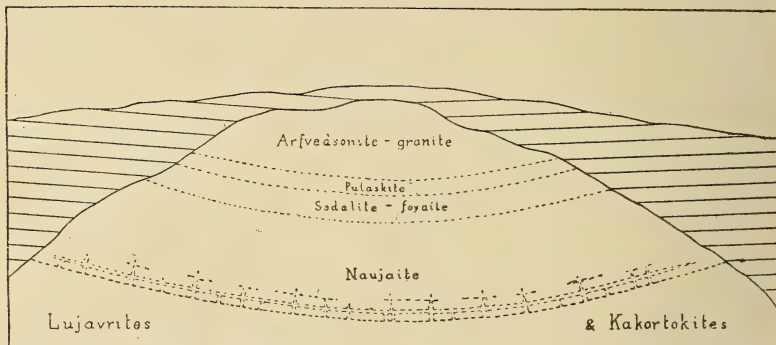 Arfvedsonite - granite
Pulaskite
Sodalite - foyaite
Naujaite
Lujavrites & Kakortokites